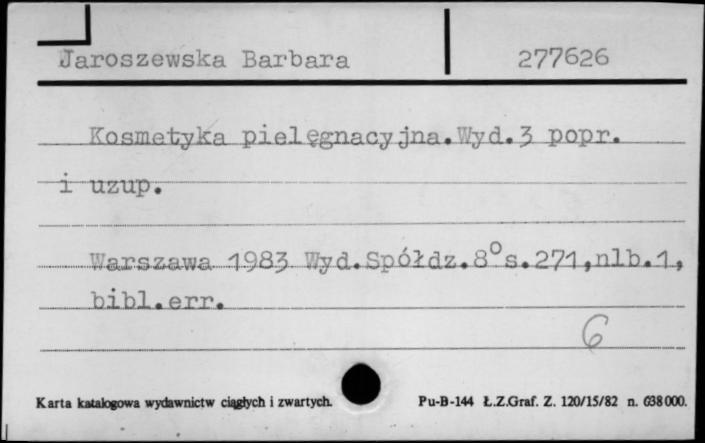 Jaroszewska Barbara 277626
Kosmetyka pielęgnacyjna.Wyd.3 popr.
i uzup.
Warszawa 1983 Wyd.Spółdz.8°s.271,nlb.1,
bibl.err.
6
Karta katalogowa wydawnictw ciągłych i zwartych. Pu-B-144 Ł.Z.Graf. Z. 120/15/82 n. 638 000.